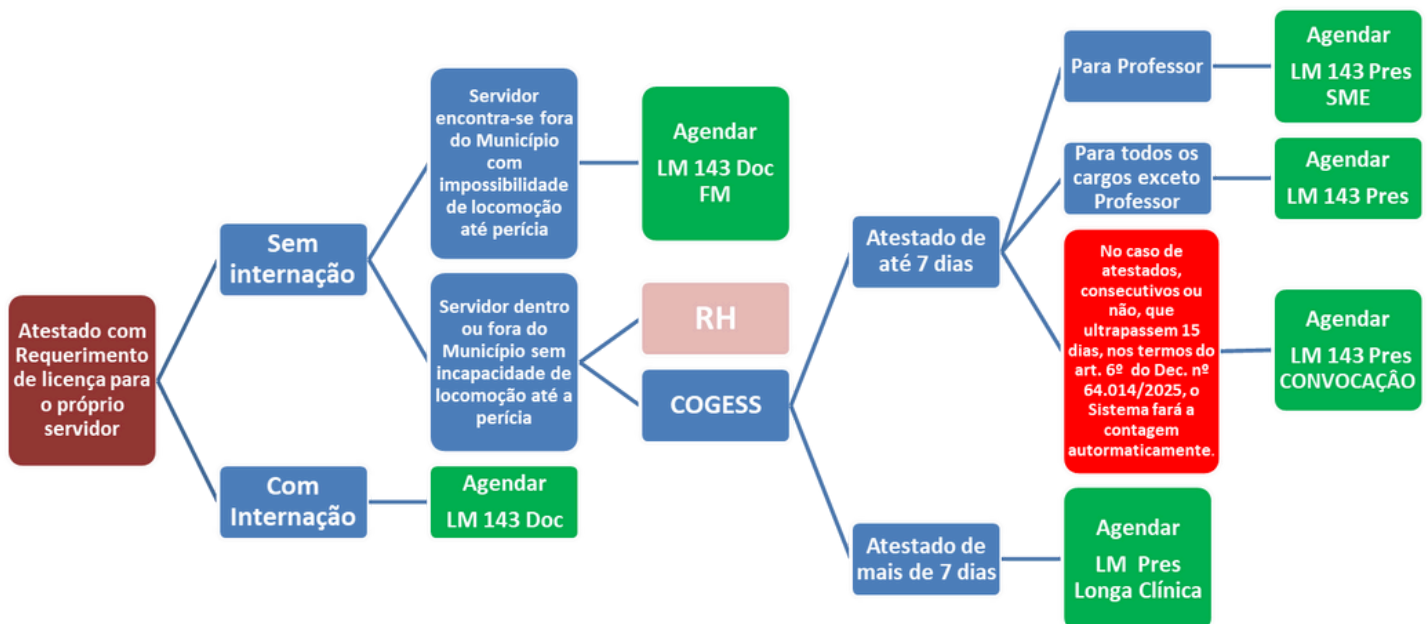 Atestado com
Requerimento
de licença para
o próprio
servidor
Sem
internação
Com
Internação
Servidor
encontra-se fora
do Município
com
impossibilidade
de locomoção
até perícia
Servidor dentro
ou fora do
Município sem
incapacidade de
locomoção até a
perícia
Agendar
LM 143 Doc
Agendar
LM 143 Doc
FM
RH
COGESS
Atestado de
até 7 dias
Atestado de
mais de 7 dias
Para Professor
Para todos os
cargos exceto
Professor
No caso de
atestados,
consecutivos ou
não, que
ultrapassem 15
dias, nos termos do
art. 6º do Dec. nº
64.014/2025, o
Sistema fará a
contagem
autormaticamente.
Agendar
LM Pres
Longa Clínica
Agendar
LM 143 Pres
SME
Agendar
LM 143 Pres
Agendar
LM 143 Pres
CONVOCAÇÂO